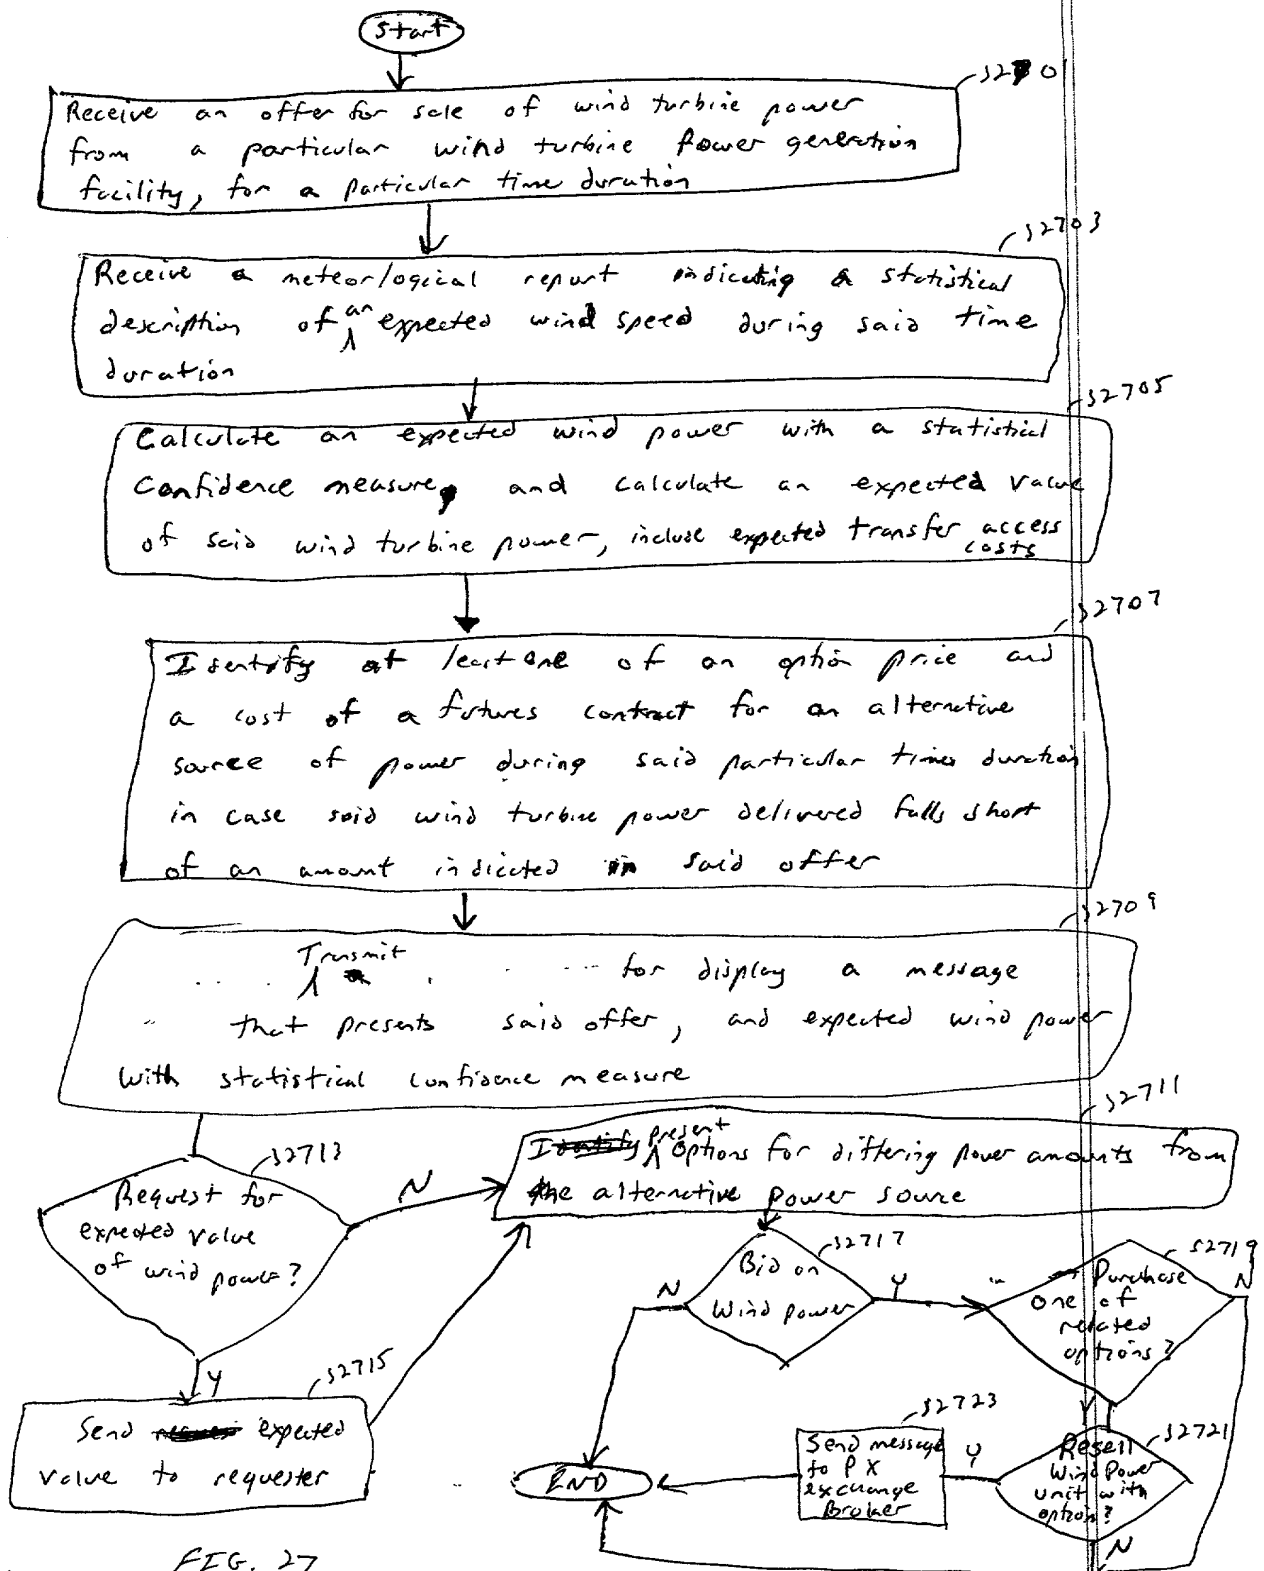 Start
S2701
Receive an offer for sale of wind turbine power
from a particular wind turbine power generation
facility, for a particular time duration
S2703
Receive a meteorlogical report indicating a statistical
description of an expected wind speed during said time
duration
S2705
Calculate an expected wind power with a statistical
Confidence measure, and calculate an expected value
of said wind turbine power, include expected transfer access
costs
S2707
Identify at least one of an option price and
a cost of a futures contract for an alternative
source of power during said particular time duration
in case said wind turbine power delivered falls short
of an amount indicated in said offer
S2709
Transmit for display a message
that presents said offer, and expected wind power
with statistical confidence measure
S2711
present options for differing power amounts from
the alternative power source
S2713
Request for
expected value
of wind power?
N
Y
S2715
Send expected
value to requester
S2717
Bid on
Wind power
N
Y
S2719
Purchase
one of
related
options?
N
Y
S2721
Resell
Wind Power
unit with
option?
Y
N
S2723
Send message
to PX
exchange
Broker
END
FIG. 27